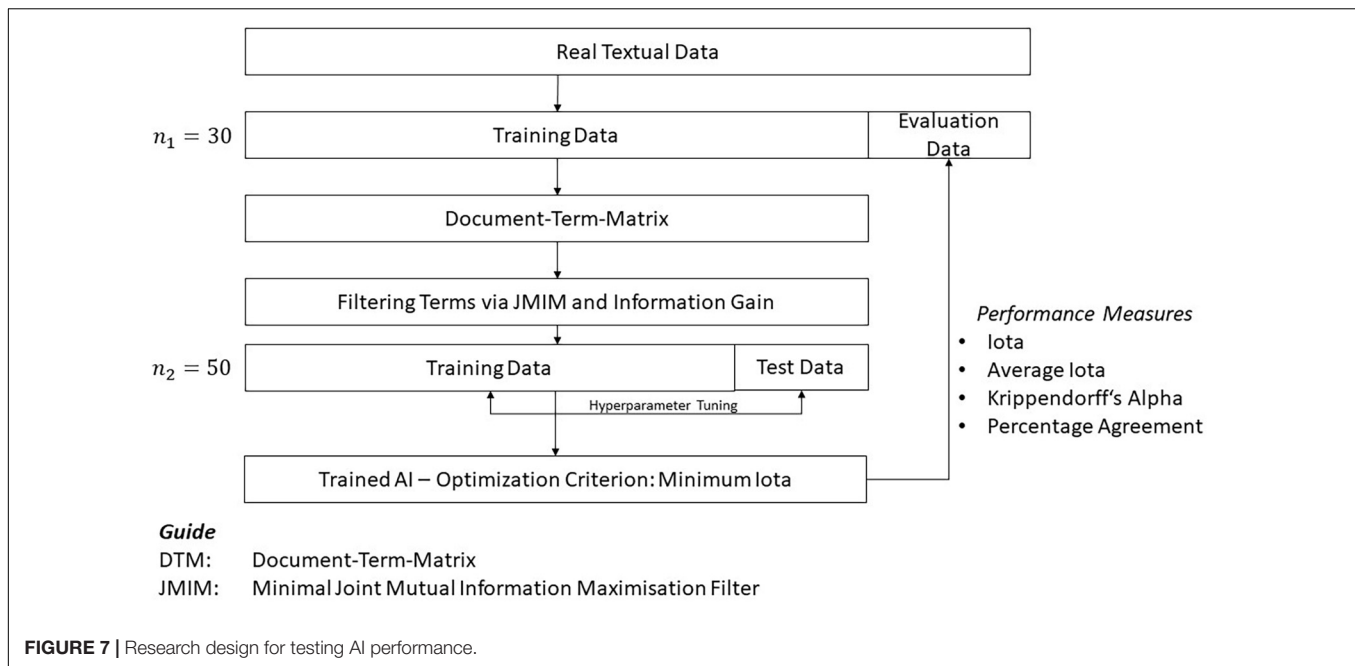 Real Textual Data
n₁ = 30
Training Data
Evaluation
Data
Document-Term-Matrix
Filtering Terms via JMIM and Information Gain
n₂ = 50
Training Data
Test Data
Hyperparameter Tuning
Trained AI – Optimization Criterion: Minimum Iota
Performance Measures
• Iota
• Average Iota
• Krippendorff‘s Alpha
• Percentage Agreement
Guide
DTM: Document-Term-Matrix
JMIM: Minimal Joint Mutual Information Maximisation Filter
FIGURE 7 | Research design for testing AI performance.